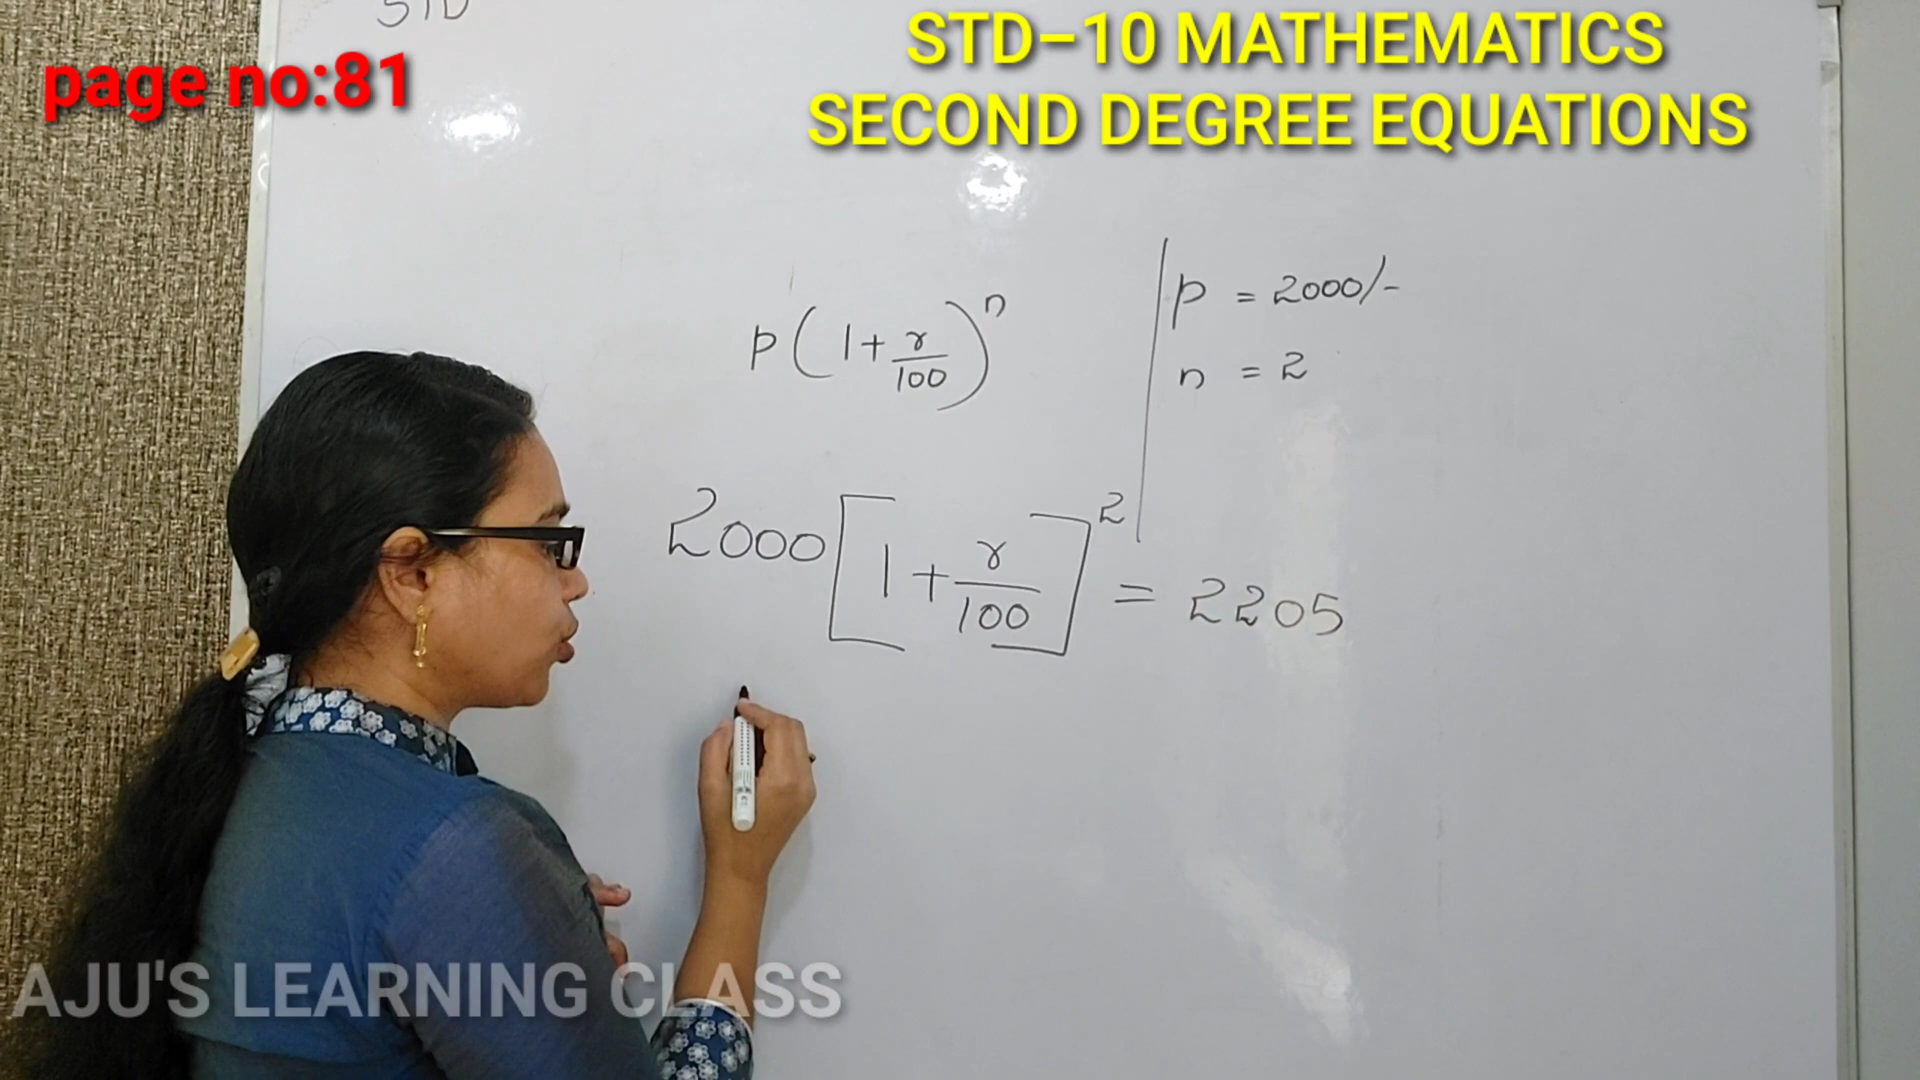 STD
page no:81
STD-10 MATHEMATICS
SECOND DEGREE EQUATIONS
p(1+r/100)^n
p = 2000/-
n = 2
2000[1+r/100]^2 = 2205
AJU'S LEARNING CLASS